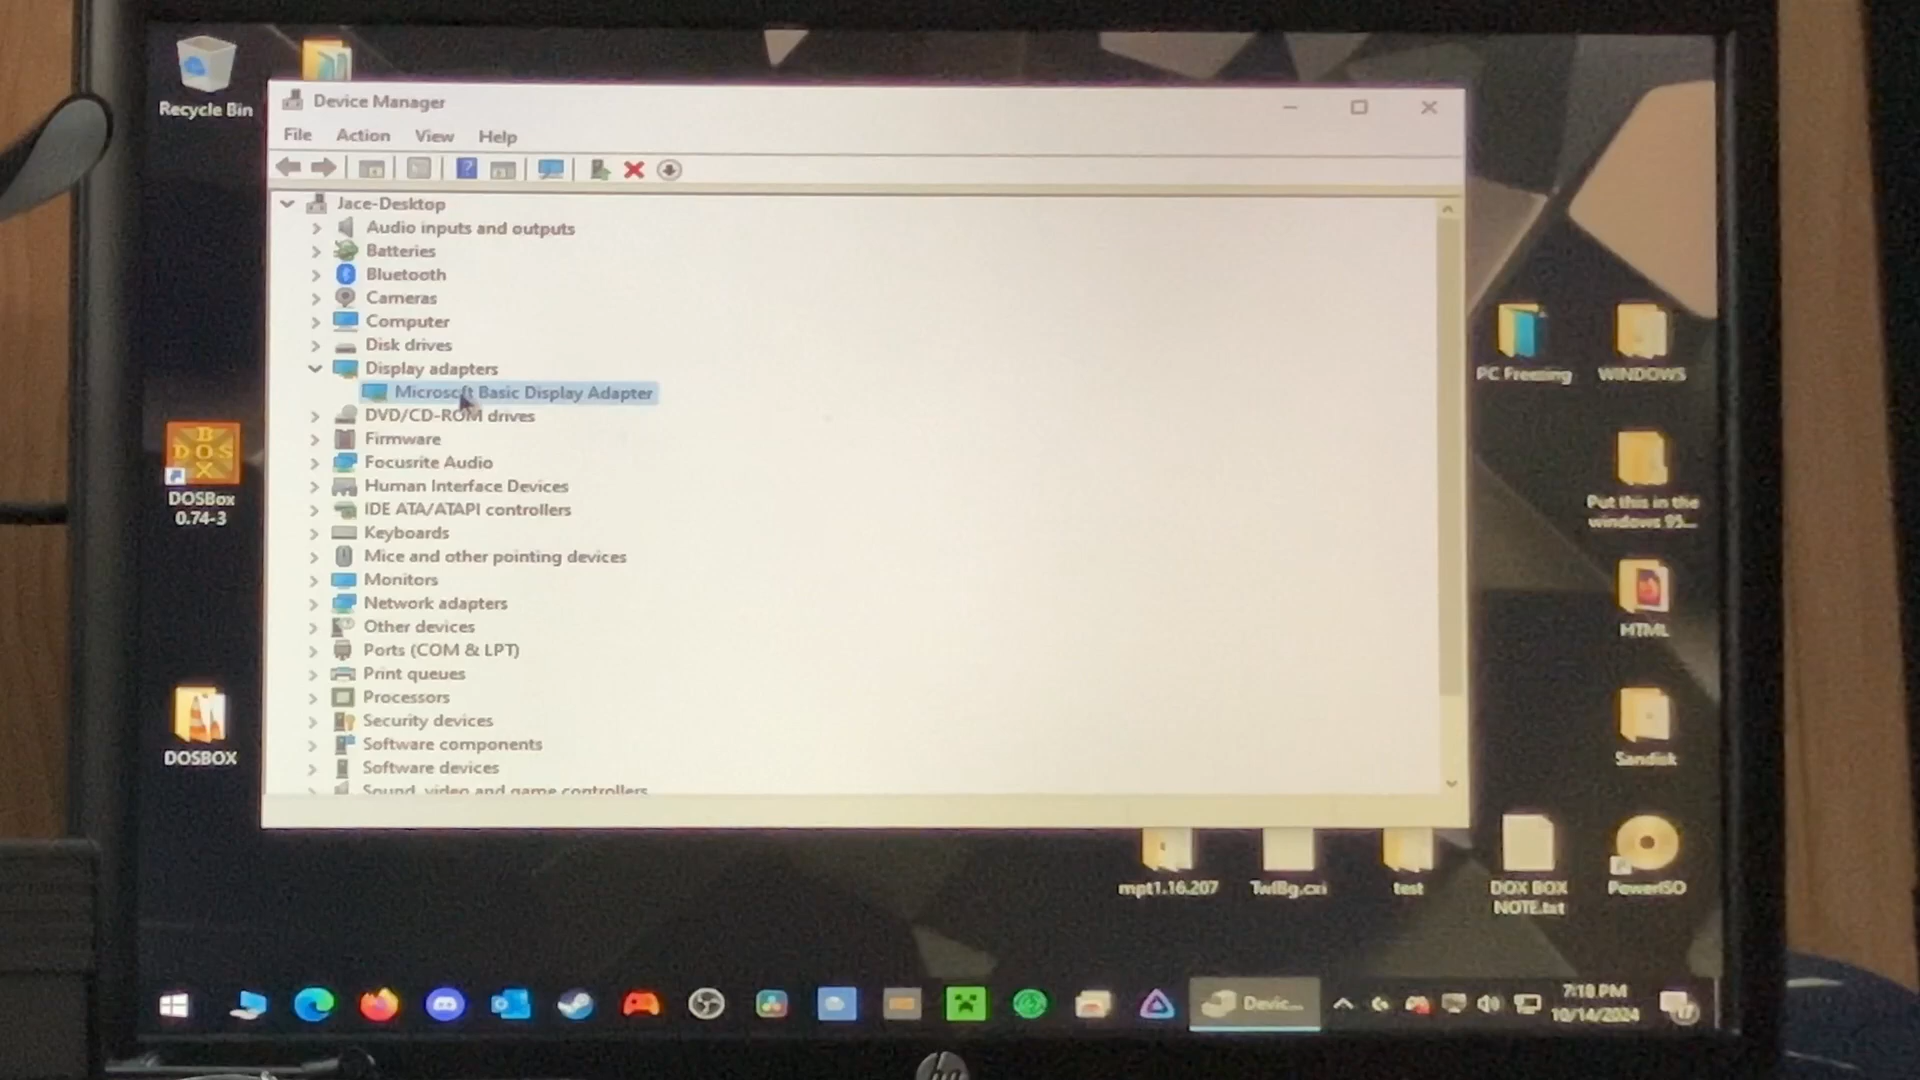 Recycle Bin
Device Manager
File Action View Help
Jace-Desktop
Audio inputs and outputs
Batteries
Bluetooth
Cameras
Computer
Disk drives
Display adapters
Microsoft Basic Display Adapter
DVD/CD-ROM drives
Firmware
Focusrite Audio
Human Interface Devices
IDE ATA/ATAPI controllers
Keyboards
Mice and other pointing devices
Monitors
Network adapters
Other devices
Ports (COM & LPT)
Print queues
Processors
Security devices
Software components
Software devices
Sound, video and game controllers
BOX
DOS
DOSBox
0.74-3
DOSBOX
PC Freezing
WINDOWS
Put this in the
windows 95...
HTML
Sandisk
mpt1.16.207
TwlBg.cxi
test
DOX BOX
NOTE.txt
PowerISO
Devic...
7:18 PM
10/14/2024
17
hp